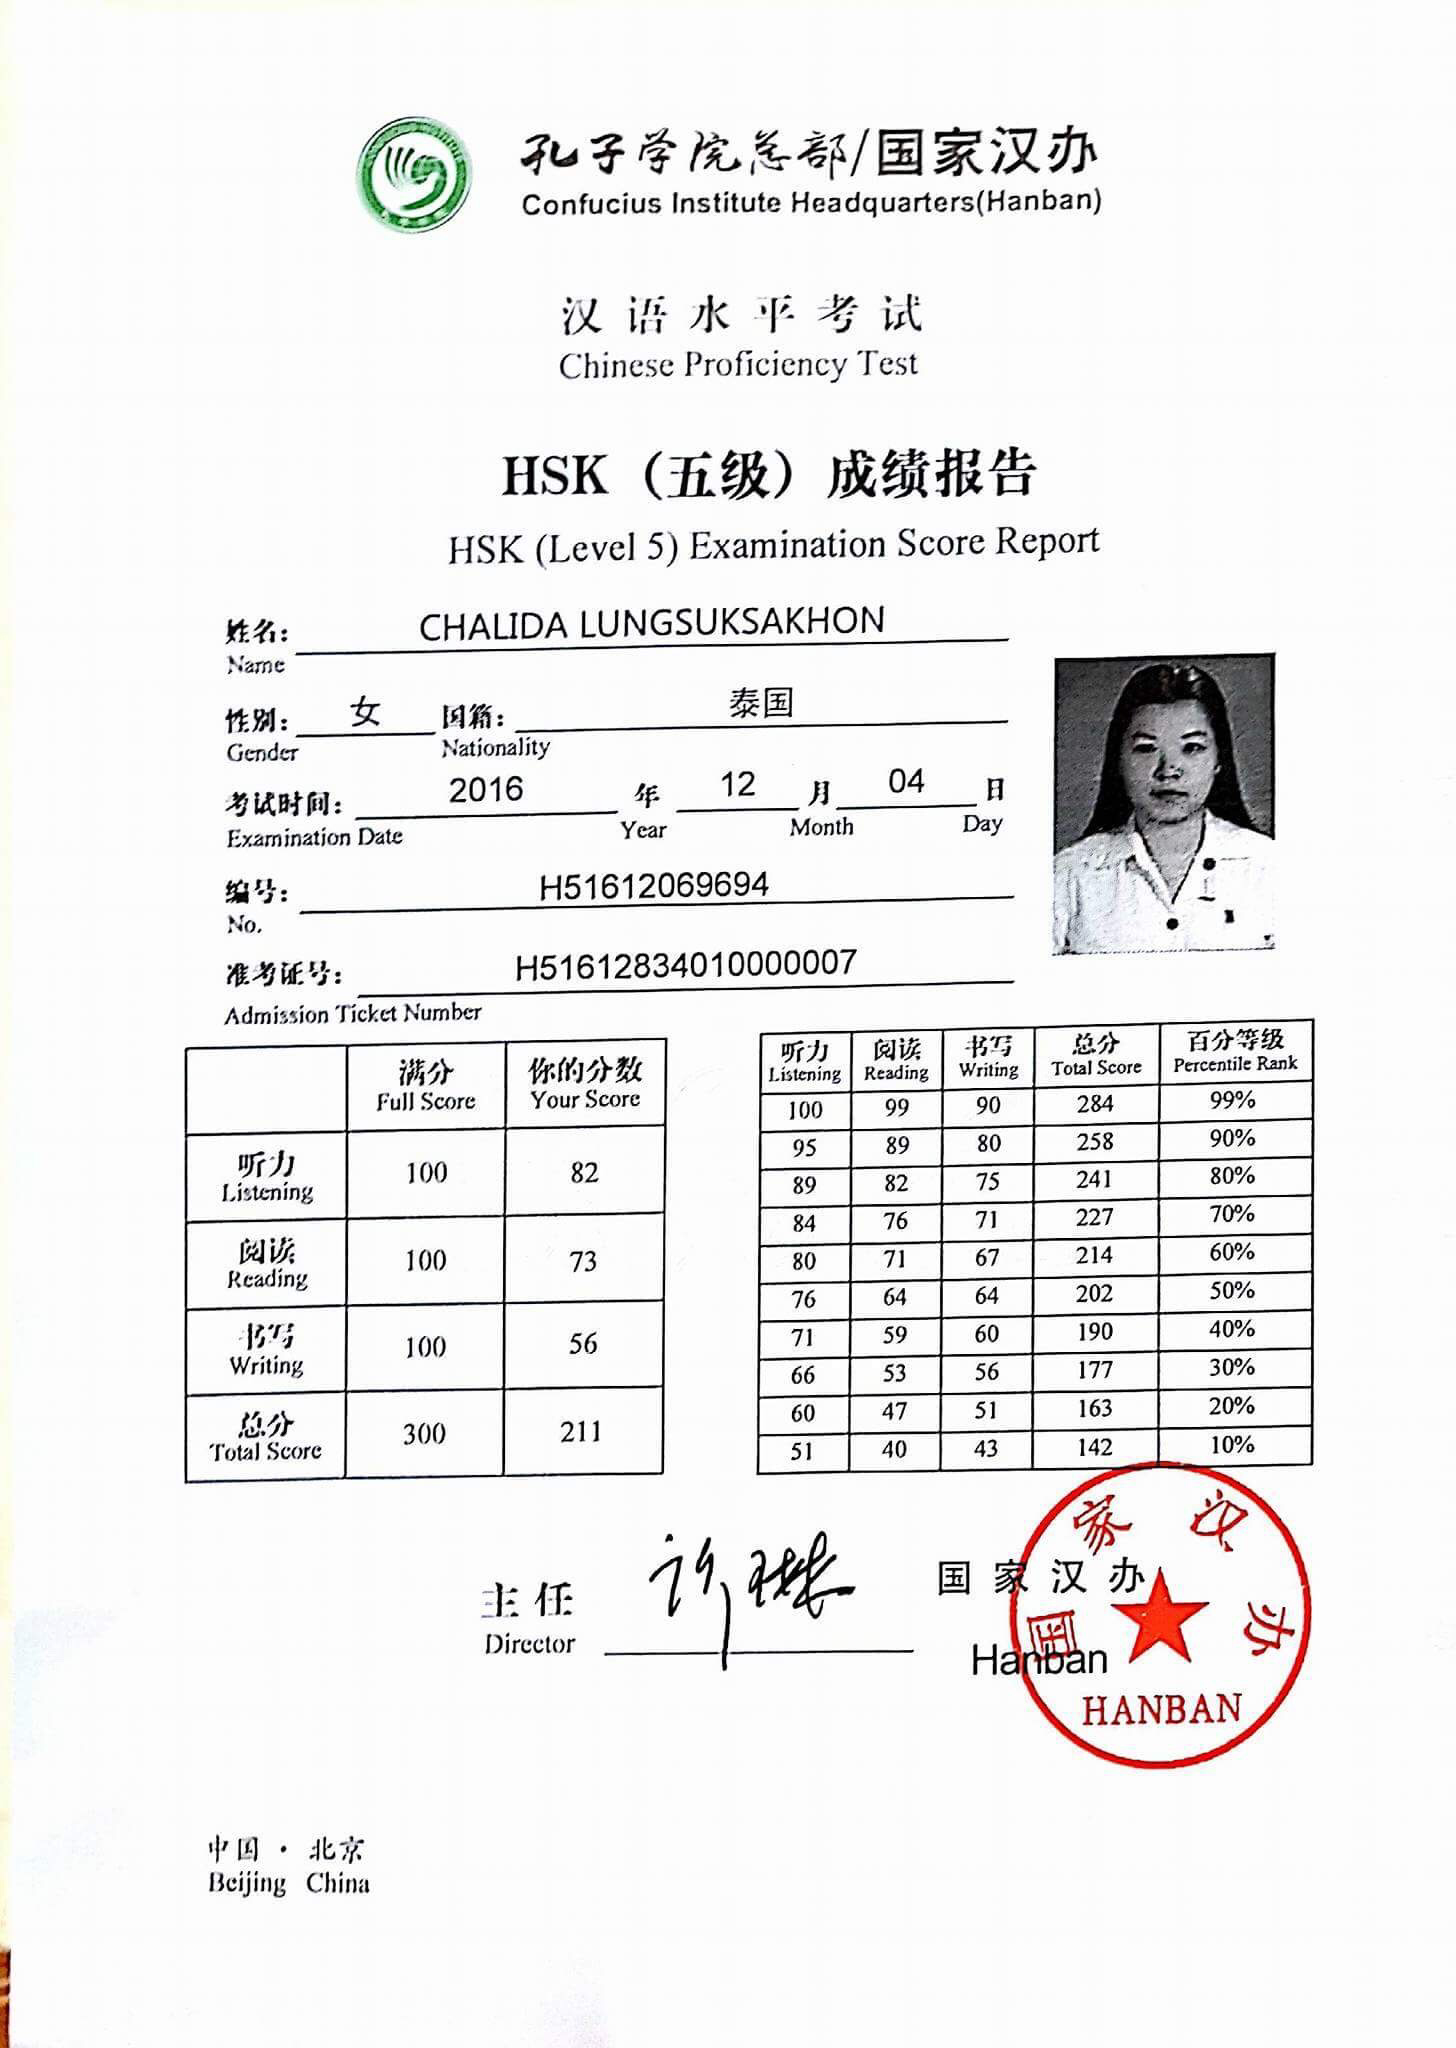 孔子学院总部/国家汉办
Confucius Institute Headquarters(Hanban)
汉语水平考试
Chinese Proficiency Test
HSK（五级）成绩报告
HSK (Level 5) Examination Score Report
姓名： CHALIDA LUNGSUKSAKHON
Name
性别： 女 国籍： 泰国
Gender Nationality
考试时间： 2016 年 12 月 04 日
Examination Date Year Month Day
编号： H51612069694
No.
准考证号： H51612834010000007
Admission Ticket Number
满分 你的分数
Full Score Your Score
听力 100 82
Listening
阅读 100 73
Reading
书写 100 56
Writing
总分 300 211
Total Score
听力 阅读 书写 总分 百分等级
Listening Reading Writing Total Score Percentile Rank
100 99 90 284 99%
95 89 80 258 90%
89 82 75 241 80%
84 76 71 227 70%
80 71 67 214 60%
76 64 64 202 50%
71 59 60 190 40%
66 53 56 177 30%
60 47 51 163 20%
51 40 43 142 10%
主任 许琳
Director
国家汉办
Hanban
国家汉办
HANBAN
中国·北京
Beijing China